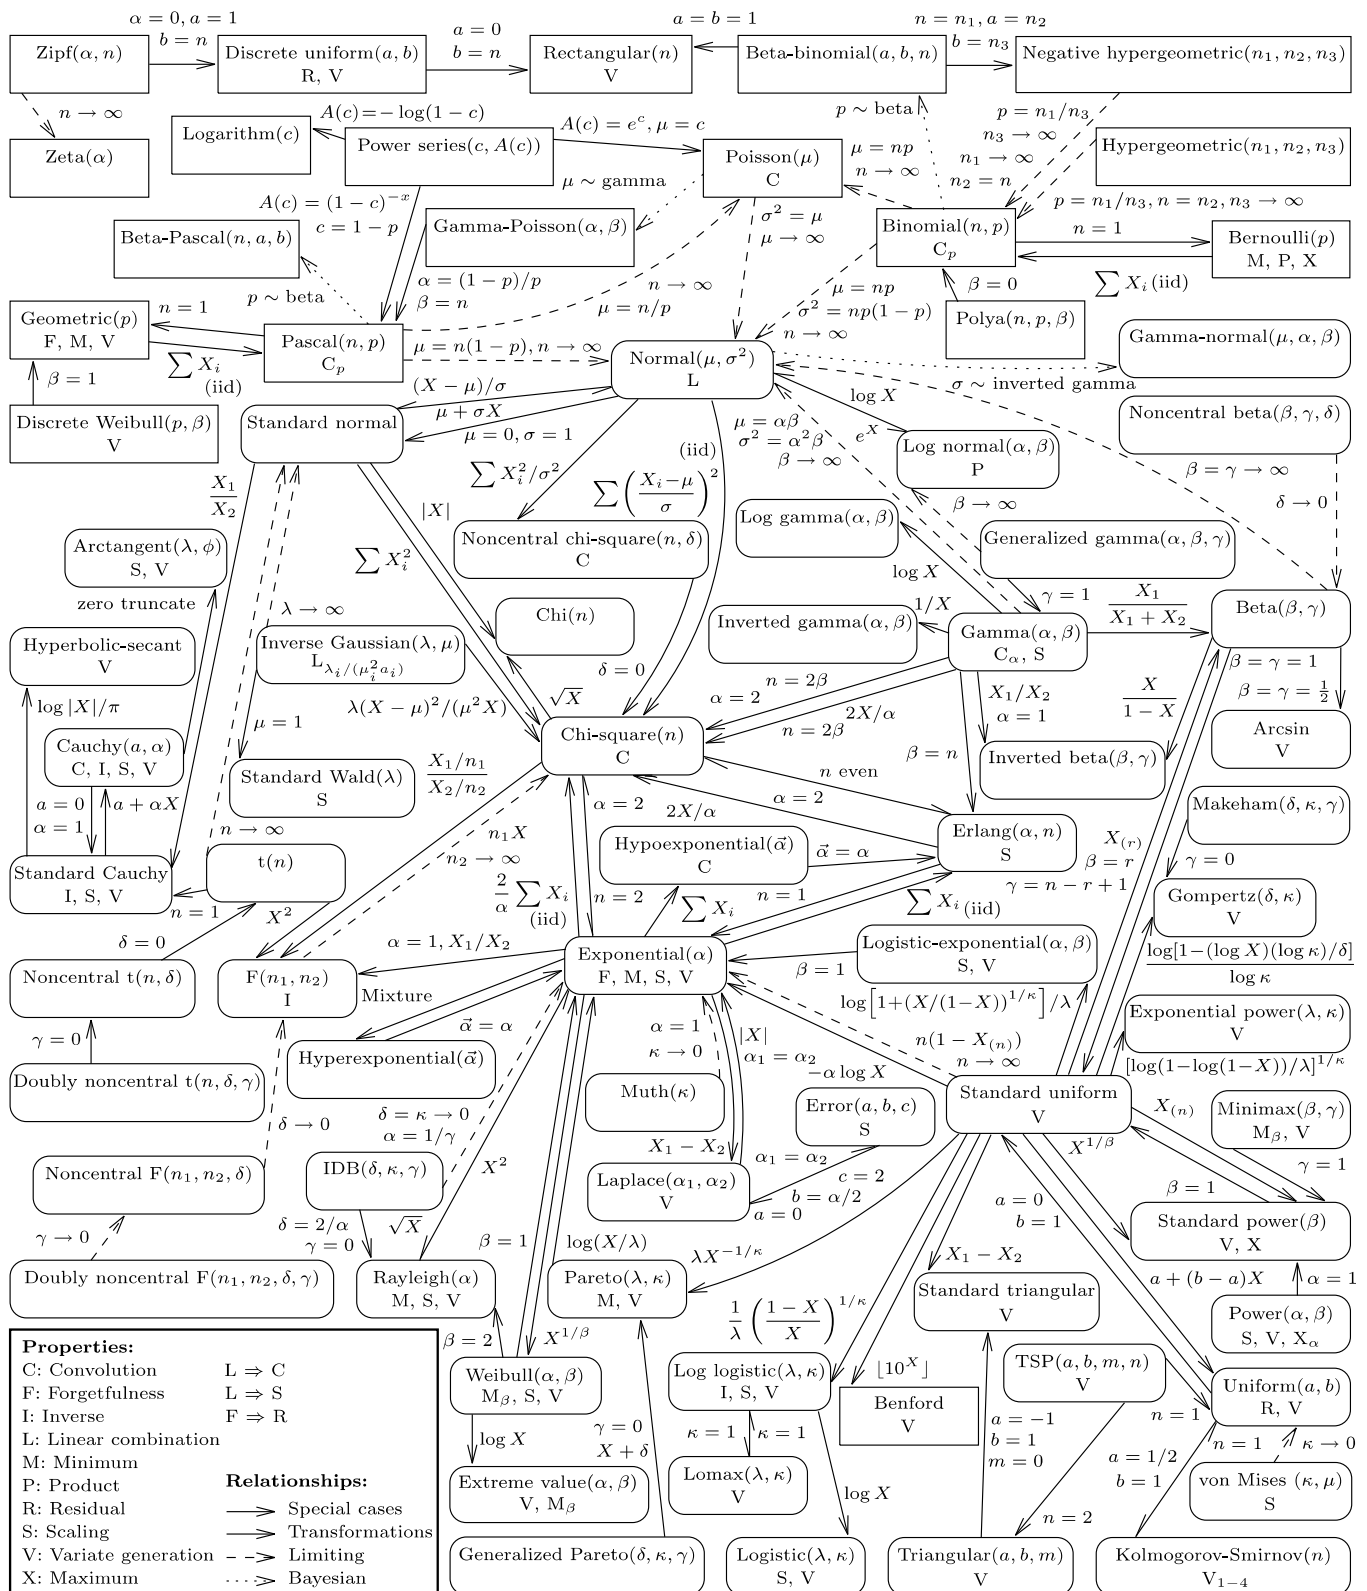 α = 0, a = 1
b = n
a = 0
b = n
a = b = 1
n = n₁, a = n₂
b = n₃
Zipf(α, n)
Discrete uniform(a, b)
R, V
Rectangular(n)
V
Beta-binomial(a, b, n)
Negative hypergeometric(n₁, n₂, n₃)
n → ∞
A(c) = − log(1 − c)
A(c) = e^c, μ = c
p ∼ beta
p = n₁/n₃
n₃ → ∞
n₁ → ∞
n₂ = n
Zeta(α)
Logarithm(c)
Power series(c, A(c))
Poisson(μ)
C
μ = np
n → ∞
Hypergeometric(n₁, n₂, n₃)
μ ∼ gamma
A(c) = (1 − c)^{−x}
c = 1 − p
σ² = μ
μ → ∞
p = n₁/n₃, n = n₂, n₃ → ∞
Beta-Pascal(n, a, b)
Gamma-Poisson(α, β)
Binomial(n, p)
C_p
n = 1
Bernoulli(p)
M, P, X
∑ X_i (iid)
α = (1 − p)/p
β = n
p ∼ beta
n → ∞
μ = n/p
μ = np
σ² = np(1 − p)
n → ∞
β = 0
Polya(n, p, β)
n = 1
Geometric(p)
F, M, V
Pascal(n, p)
C_p
μ = n(1 − p), n → ∞
Normal(μ, σ²)
L
Gamma-normal(μ, α, β)
∑ X_i
(iid)
β = 1
(X − μ)/σ
μ + σX
μ = 0, σ = 1
σ ∼ inverted gamma
log X
e^X
Discrete Weibull(p, β)
V
Standard normal
μ = αβ
σ² = α²β
β → ∞
Log normal(α, β)
P
Noncentral beta(β, γ, δ)
(iid)
∑ X_i²/σ²
∑ ((X_i − μ)/σ)²
β = γ → ∞
δ → 0
X₁/X₂
|X|
β → ∞
Log gamma(α, β)
Generalized gamma(α, β, γ)
Arctangent(λ, φ)
S, V
∑ X_i²
Noncentral chi-square(n, δ)
C
log X
γ = 1
X₁/(X₁ + X₂)
zero truncate
λ → ∞
Chi(n)
1/X
Inverted gamma(α, β)
Gamma(α, β)
C_α, S
Beta(β, γ)
Hyperbolic-secant
V
Inverse Gaussian(λ, μ)
L_{λ_i/(μ_i² a_i)}
δ = 0
α = 2
n = 2β
β = γ = 1
β = γ = 1/2
log |X|/π
μ = 1
λ(X − μ)²/(μ²X)
√X
2X/α
n = 2β
X₁/X₂
α = 1
X/(1 − X)
Cauchy(a, α)
C, I, S, V
Chi-square(n)
C
β = n
Inverted beta(β, γ)
Arcsin
V
a = 0
α = 1
a + αX
Standard Wald(λ)
S
(X₁/n₁)/(X₂/n₂)
α = 2
n even
α = 2
2X/α
Makeham(δ, κ, γ)
n → ∞
n₁X
n₂ → ∞
Hypoexponential(α⃗)
C
α⃗ = α
Erlang(α, n)
S
X_(r)
β = r
γ = n − r + 1
γ = 0
Standard Cauchy
I, S, V
t(n)
n = 1
2/α ∑ X_i
(iid)
n = 2
∑ X_i
n = 1
∑ X_i (iid)
Gompertz(δ, κ)
V
X²
δ = 0
Noncentral t(n, δ)
F(n₁, n₂)
I
α = 1, X₁/X₂
Exponential(α)
F, M, S, V
β = 1
Logistic-exponential(α, β)
S, V
log[1−(log X)(log κ)/δ]/log κ
Mixture
log[1+(X/(1−X))^{1/κ}]/λ
Exponential power(λ, κ)
V
γ = 0
α⃗ = α
Hyperexponential(α⃗)
α = 1
κ → 0
|X|
α₁ = α₂
n(1 − X_(n))
n → ∞
[log(1−log(1−X))/λ]^{1/κ}
Doubly noncentral t(n, δ, γ)
Muth(κ)
−α log X
Standard uniform
V
δ → 0
δ = κ → 0
α = 1/γ
Error(a, b, c)
S
X_(n)
X^{1/β}
Minimax(β, γ)
M_β, V
Noncentral F(n₁, n₂, δ)
IDB(δ, κ, γ)
X²
X₁ − X₂
Laplace(α₁, α₂)
V
α₁ = α₂
c = 2
b = α/2
a = 0
γ = 1
β = 1
δ = 2/α
γ = 0
√X
a = 0
b = 1
Standard power(β)
V, X
γ → 0
β = 1
log(X/λ)
λX^{−1/κ}
X₁ − X₂
a + (b − a)X
α = 1
Doubly noncentral F(n₁, n₂, δ, γ)
Rayleigh(α)
M, S, V
Pareto(λ, κ)
M, V
Standard triangular
V
Power(α, β)
S, V, X_α
β = 2
X^{1/β}
1/λ ((1 − X)/X)^{1/κ}
Weibull(α, β)
M_β, S, V
Log logistic(λ, κ)
I, S, V
⌊10^X⌋
Benford
V
TSP(a, b, m, n)
V
Uniform(a, b)
R, V
log X
γ = 0
X + δ
κ = 1
κ = 1
a = −1
b = 1
m = 0
n = 1
n = 1
κ → 0
a = 1/2
b = 1
Extreme value(α, β)
V, M_β
Lomax(λ, κ)
V
log X
von Mises (κ, μ)
S
n = 2
Generalized Pareto(δ, κ, γ)
Logistic(λ, κ)
S, V
Triangular(a, b, m)
V
Kolmogorov-Smirnov(n)
V₁₋₄
Properties:
C: Convolution L ⇒ C
F: Forgetfulness L ⇒ S
I: Inverse F ⇒ R
L: Linear combination
M: Minimum
P: Product Relationships:
R: Residual Special cases
S: Scaling Transformations
V: Variate generation Limiting
X: Maximum Bayesian